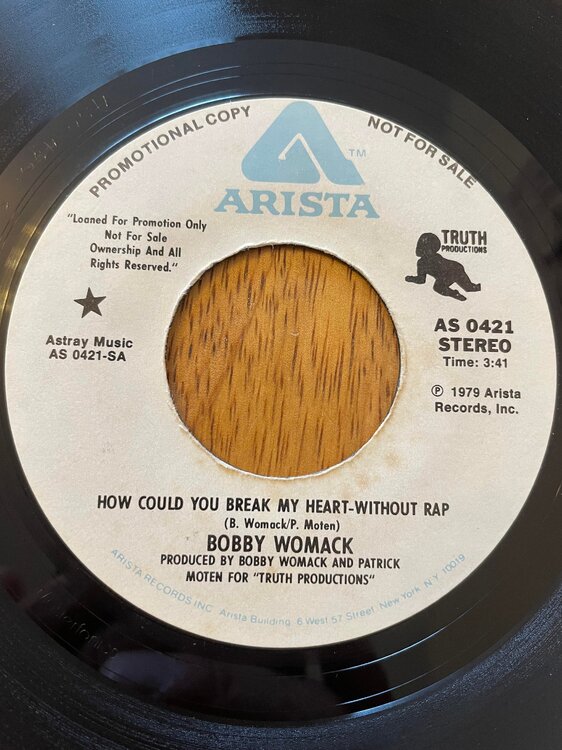 PROMOTIONAL COPY
NOT FOR SALE
TM
ARISTA
"Loaned For Promotion Only
Not For Sale
Ownership And All
Rights Reserved."
TRUTH
PRODUCTIONS
Astray Music
AS 0421-SA
AS 0421
STEREO
Time: 3:41
℗ 1979 Arista
Records, Inc.
HOW COULD YOU BREAK MY HEART-WITHOUT RAP
(B. Womack/P. Moten)
BOBBY WOMACK
PRODUCED BY BOBBY WOMACK AND PATRICK
MOTEN FOR "TRUTH PRODUCTIONS"
ARISTA RECORDS INC Arista Building 6 West 57 Street New York N.Y. 10019